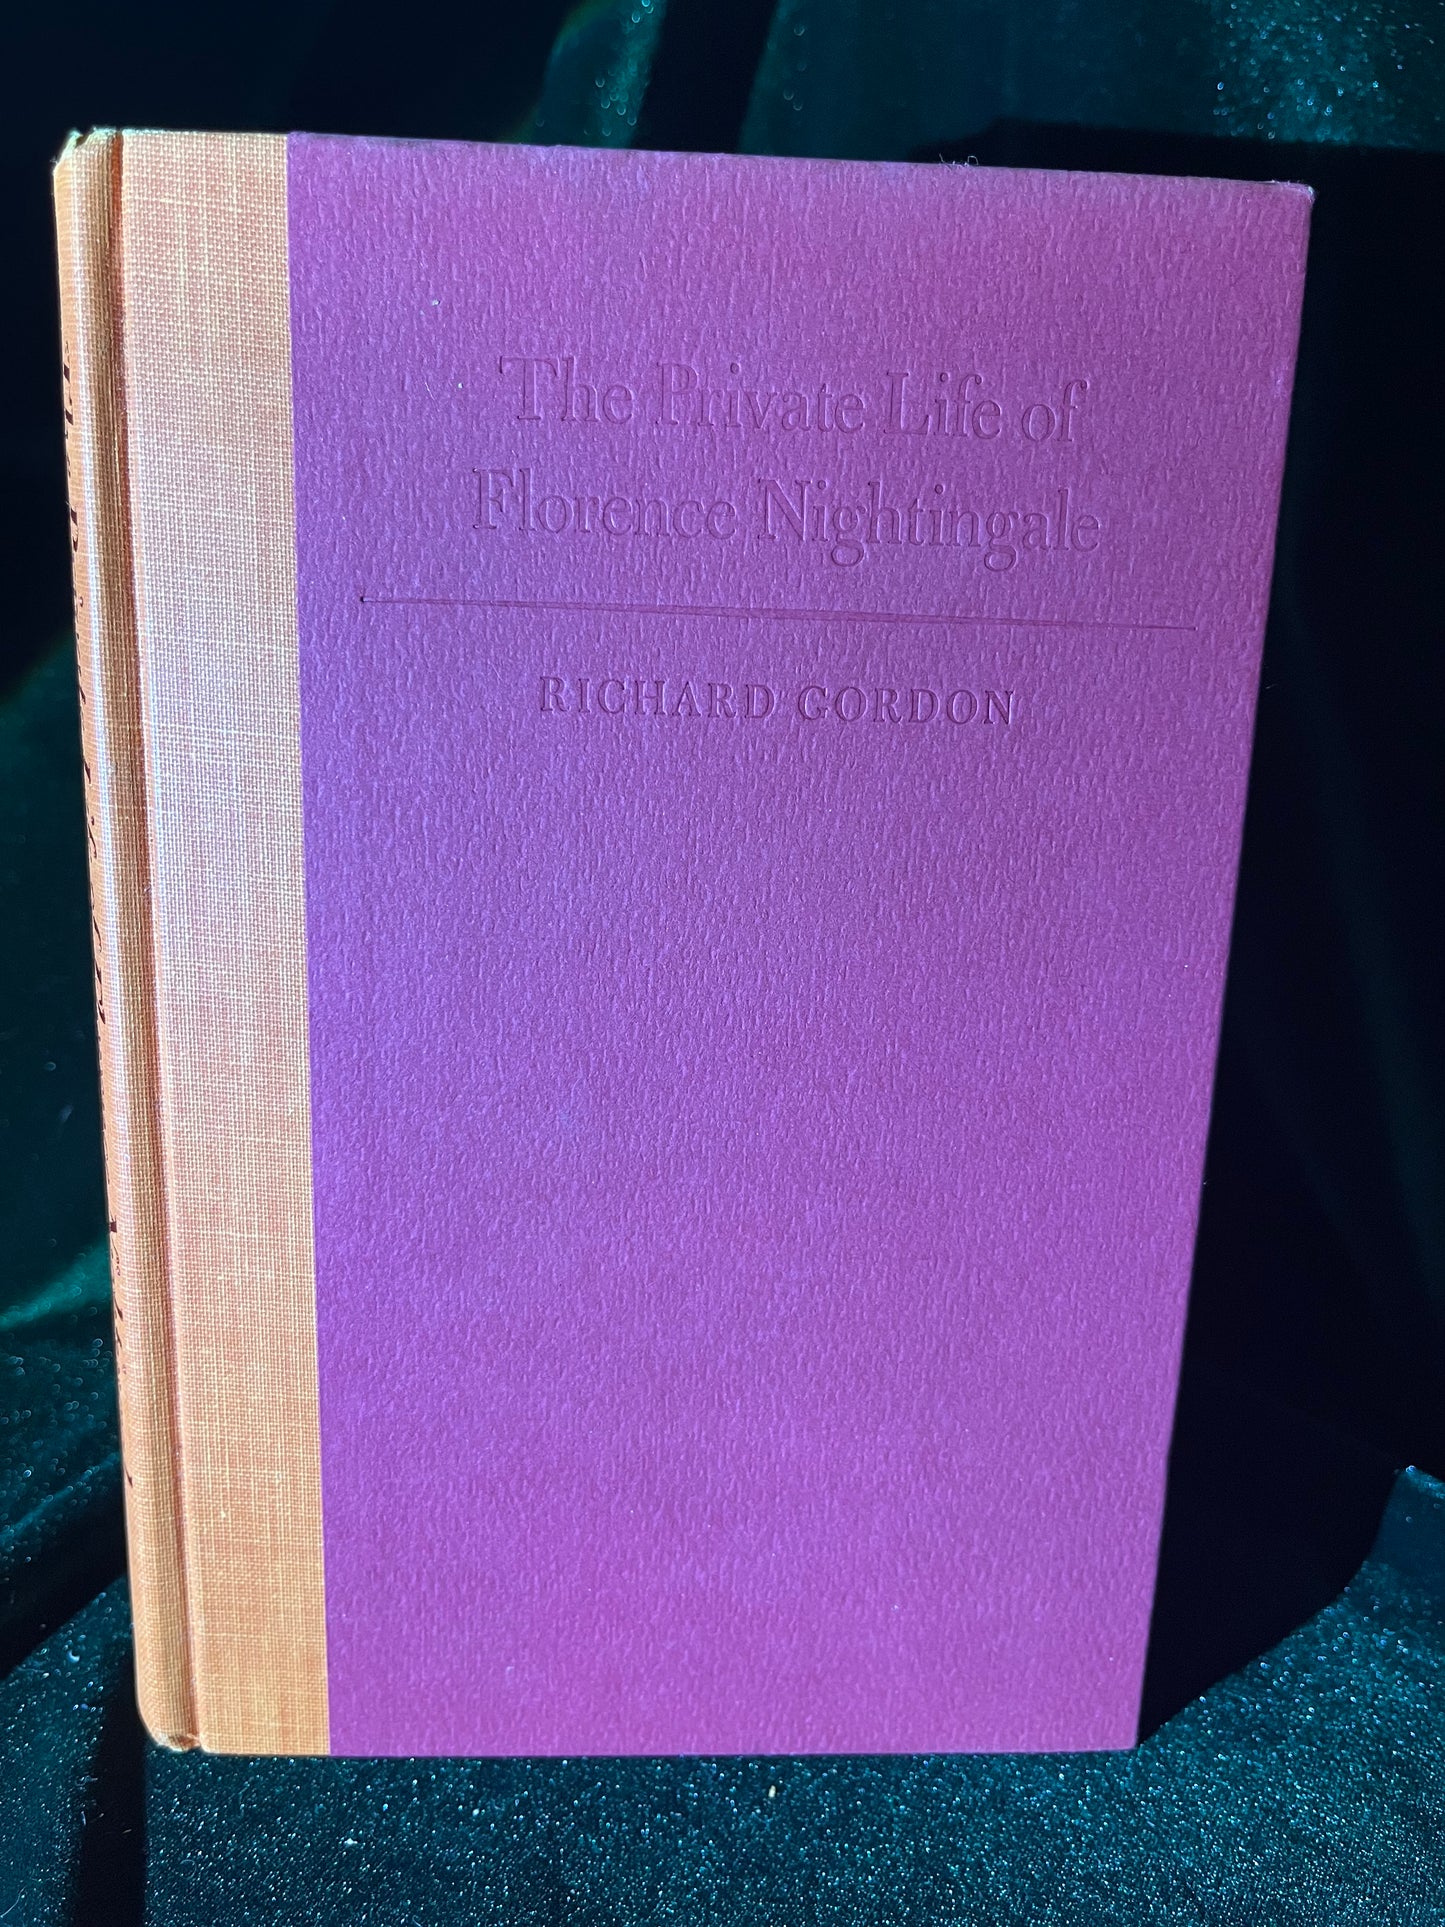 The Private Life of
Florence Nightingale
RICHARD GORDON